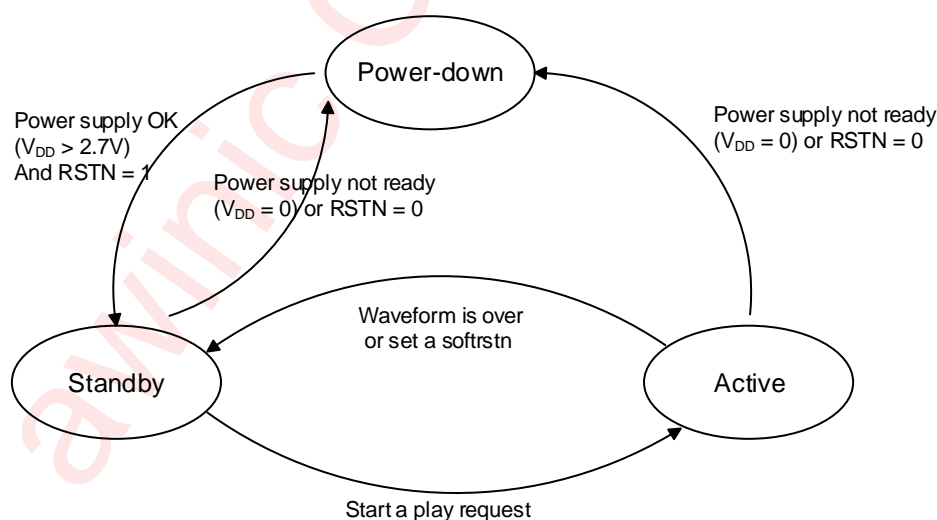 Power-down
Power supply OK
(VDD > 2.7V)
And RSTN = 1
Power supply not ready
(VDD = 0) or RSTN = 0
Power supply not ready
(VDD = 0) or RSTN = 0
Waveform is over
or set a softrstn
Standby
Active
Start a play request
awinic C